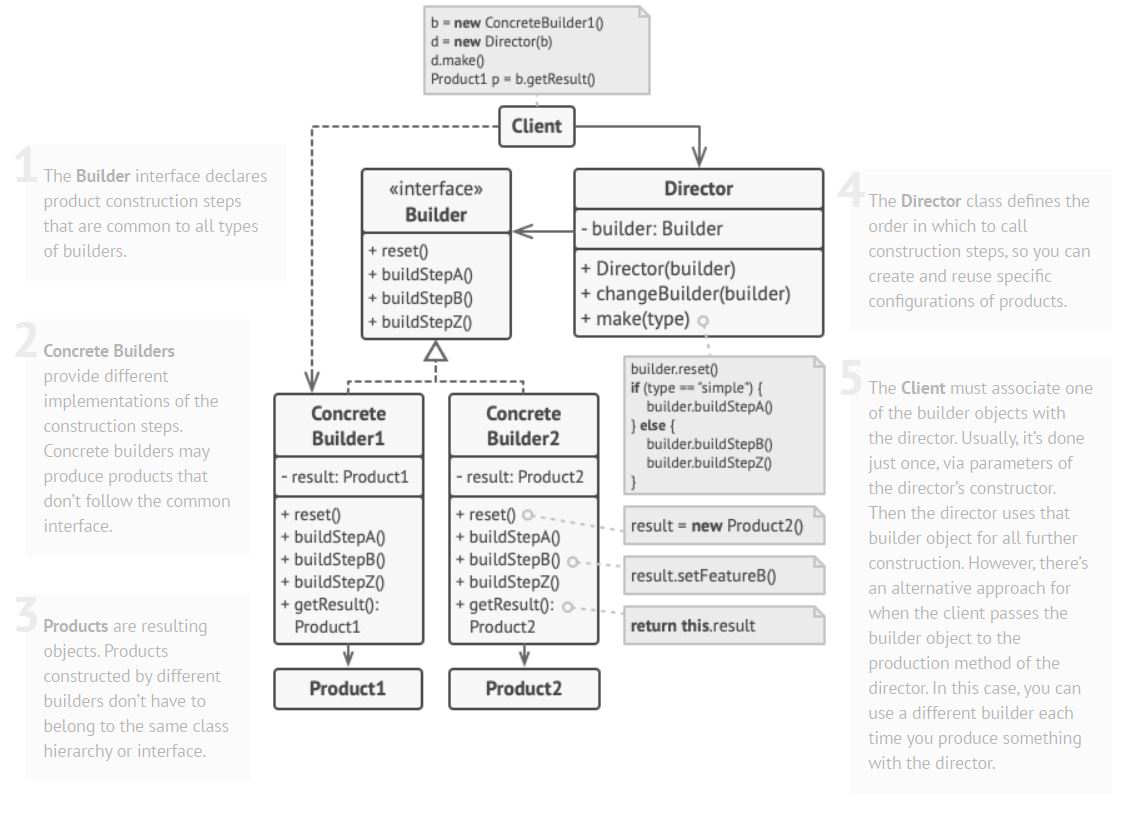 b = new ConcreteBuilder1()
d = new Director(b)
d.make()
Product1 p = b.getResult()
Client
1
The Builder interface declares
product construction steps
that are common to all types
of builders.
«interface»
Builder
+ reset()
+ buildStepA()
+ buildStepB()
+ buildStepZ()
Director
- builder: Builder
+ Director(builder)
+ changeBuilder(builder)
+ make(type)
4
The Director class defines the
order in which to call
construction steps, so you can
create and reuse specific
configurations of products.
2
Concrete Builders
provide different
implementations of the
construction steps.
Concrete builders may
produce products that
don't follow the common
interface.
Concrete
Builder1
- result: Product1
+ reset()
+ buildStepA()
+ buildStepB()
+ buildStepZ()
+ getResult():
Product1
Concrete
Builder2
- result: Product2
+ reset()
+ buildStepA()
+ buildStepB()
+ buildStepZ()
+ getResult():
Product2
builder.reset()
if (type == "simple") {
builder.buildStepA()
} else {
builder.buildStepB()
builder.buildStepZ()
}
result = new Product2()
result.setFeatureB()
return this.result
5
The Client must associate one
of the builder objects with
the director. Usually, it's done
just once, via parameters of
the director's constructor.
Then the director uses that
builder object for all further
construction. However, there's
an alternative approach for
when the client passes the
builder object to the
production method of the
director. In this case, you can
use a different builder each
time you produce something
with the director.
3
Products are resulting
objects. Products
constructed by different
builders don't have to
belong to the same class
hierarchy or interface.
Product1
Product2